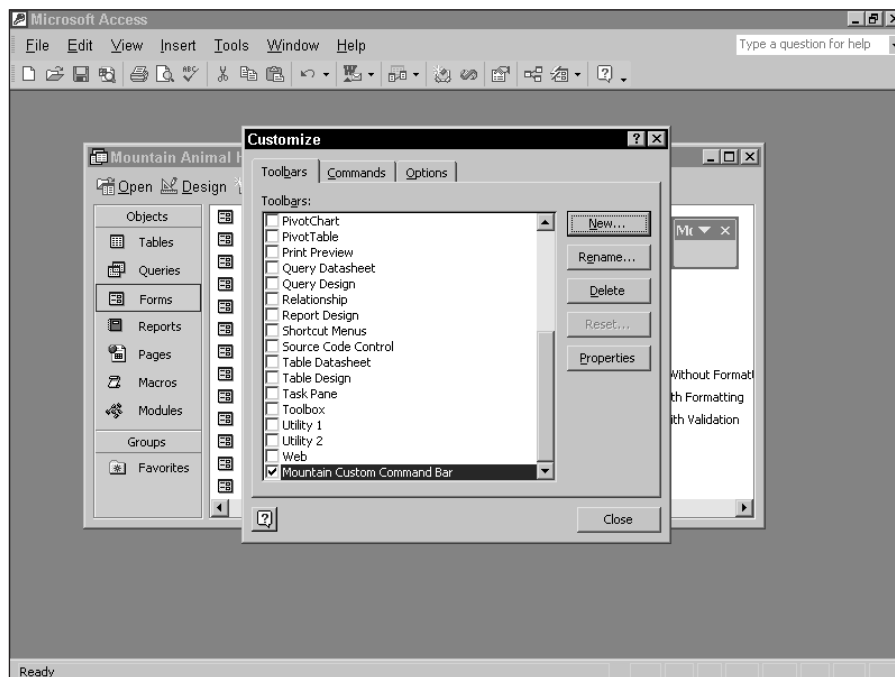 Microsoft Access
File Edit View Insert Tools Window Help
Type a question for help
Customize
Mountain Animal H
Toolbars Commands Options
Open Design
Toolbars:
Objects
Tables
Queries
Forms
Reports
Pages
Macros
Modules
Groups
Favorites
PivotChart
PivotTable
Print Preview
Query Datasheet
Query Design
Relationship
Report Design
Shortcut Menus
Source Code Control
Table Datasheet
Table Design
Task Pane
Toolbox
Utility 1
Utility 2
Web
Mountain Custom Command Bar
New...
Rename...
Delete
Reset...
Properties
Without Formatt
th Formatting
ith Validation
Close
Ready